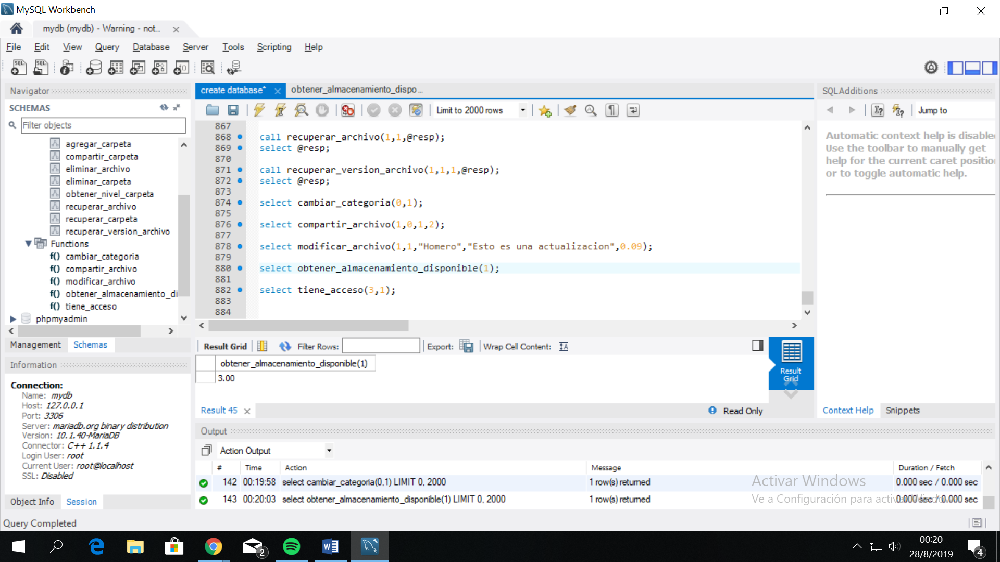 MySQL Workbench
mydb (mydb) - Warning - not...
File Edit View Query Database Server Tools Scripting Help
Navigator
SCHEMAS
Filter objects
agregar_carpeta
compartir_carpeta
eliminar_archivo
eliminar_carpeta
obtener_nivel_carpeta
recuperar_archivo
recuperar_carpeta
recuperar_version_archivo
Functions
f() cambiar_categoria
f() compartir_archivo
f() modificar_archivo
f() obtener_almacenamiento_di
f() tiene_acceso
phpmyadmin
Management Schemas
Information
Connection:
Name: mydb
Host: 127.0.0.1
Port: 3306
Server: mariadb.org binary distribution
Version: 10.1.40-MariaDB
Connector: C++ 1.1.4
Login User: root
Current User: root@localhost
SSL: Disabled
Object Info Session
Query Completed
create database* obtener_almacenamiento_dispo...
Limit to 2000 rows
867
868 call recuperar_archivo(1,1,@resp);
869 select @resp;
870
871 call recuperar_version_archivo(1,1,1,@resp);
872 select @resp;
873
874 select cambiar_categoria(0,1);
875
876 select compartir_archivo(1,0,1,2);
877
878 select modificar_archivo(1,1,"Homero","Esto es una actualizacion",0.09);
879
880 select obtener_almacenamiento_disponible(1);
881
882 select tiene_acceso(3,1);
883
884
Result Grid Filter Rows: Export: Wrap Cell Content:
obtener_almacenamiento_disponible(1)
3.00
Result Grid
Result 45
Read Only
SQLAdditions
Jump to
Automatic context help is disable
Use the toolbar to manually get
help for the current caret positio
or to toggle automatic help.
Context Help Snippets
Output
Action Output
# Time Action Message Duration / Fetch
142 00:19:58 select cambiar_categoria(0,1) LIMIT 0, 2000 1 row(s) returned 0.000 sec / 0.000 sec
143 00:20:03 select obtener_almacenamiento_disponible(1) LIMIT 0, 2000 1 row(s) returned 0.000 sec / 0.000 sec
Activar Windows
Ve a Configuración para activar Windows.
2
00:20
28/8/2019
4